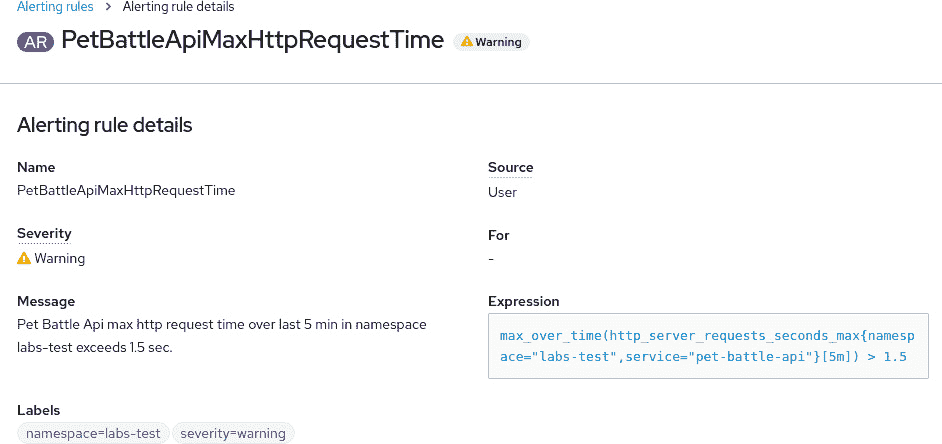 Alerting rules > Alerting rule details
AR PetBattleApiMaxHttpRequestTime Warning
Alerting rule details
Name
PetBattleApiMaxHttpRequestTime
Source
User
Severity
Warning
For
-
Message
Pet Battle Api max http request time over last 5 min in namespace
labs-test exceeds 1.5 sec.
Expression
max_over_time(http_server_requests_seconds_max{namesp
ace="labs-test",service="pet-battle-api"}[5m]) > 1.5
Labels
namespace=labs-test severity=warning